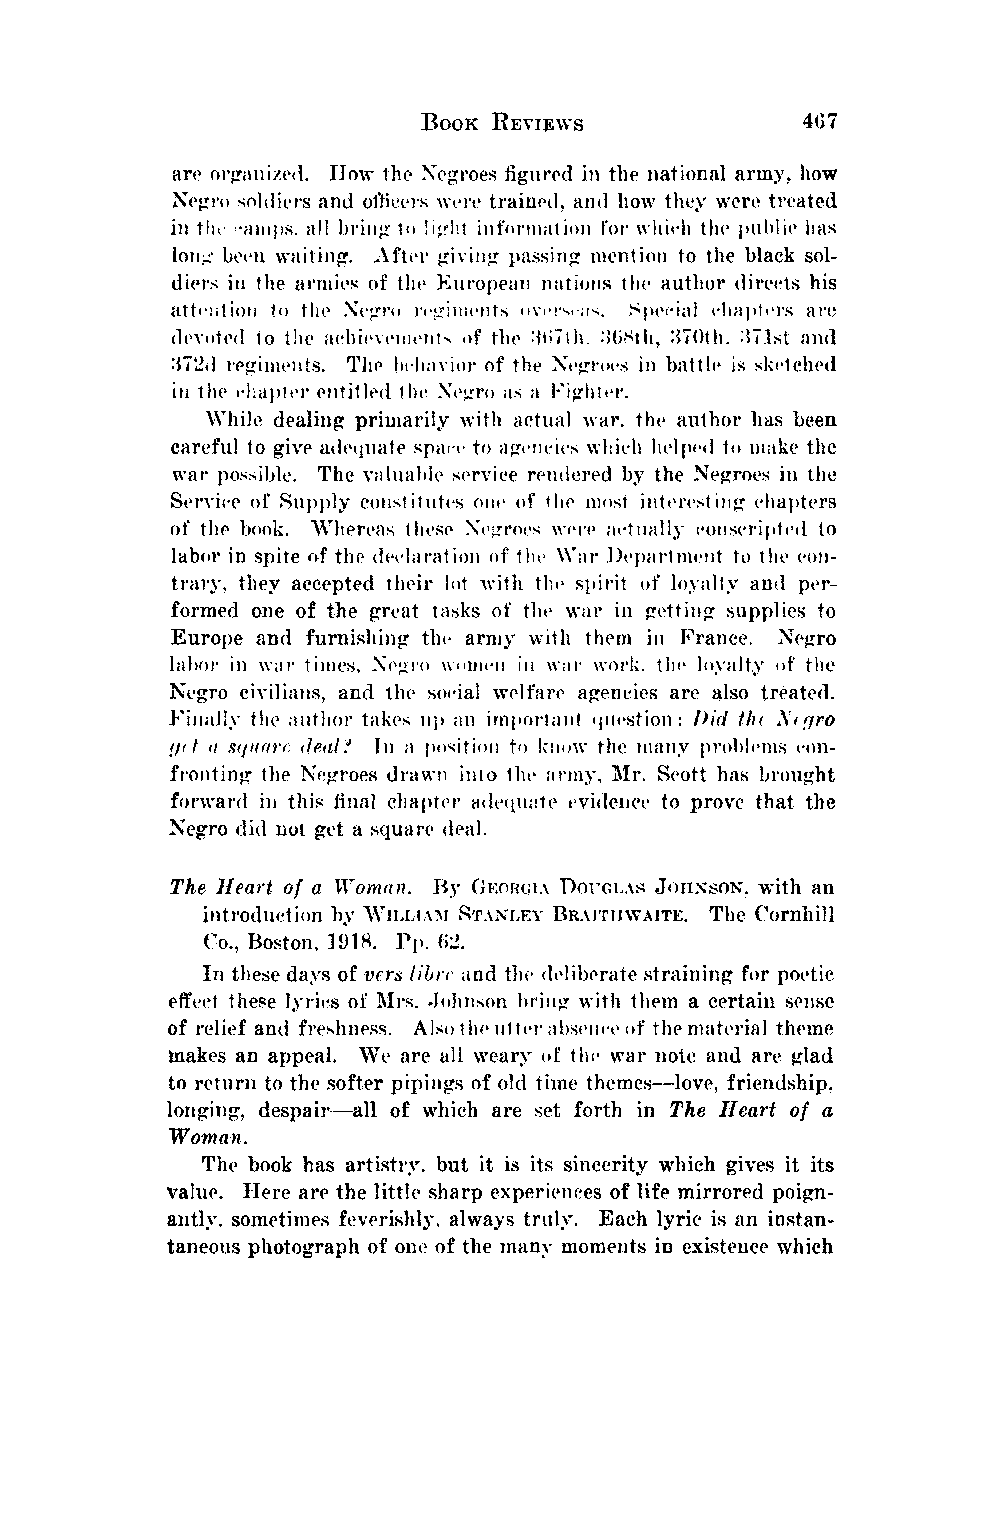 BOOK REVIEWS 467
are organized. How the Negroes figured in the national army, how
Negro soldiers and officers were trained, and how they were treated
in the camps, all bring to light information for which the public has
long been waiting. After giving passing mention to the black sol-
diers in the armies of the European nations the author directs his
attention to the Negro regiments overseas. Special chapters are
devoted to the achievements of the 367th, 368th, 370th, 371st and
372d regiments. The behavior of the Negroes in battle is sketched
in the chapter entitled the Negro as a Fighter.
While dealing primarily with actual war, the author has been
careful to give adequate space to agencies which helped to make the
war possible. The valuable service rendered by the Negroes in the
Service of Supply constitutes one of the most interesting chapters
of the book. Whereas these Negroes were actually conscripted to
labor in spite of the declaration of the War Department to the con-
trary, they accepted their lot with the spirit of loyalty and per-
formed one of the great tasks of the war in getting supplies to
Europe and furnishing the army with them in France. Negro
labor in war times, Negro women in war work, the loyalty of the
Negro civilians, and the social welfare agencies are also treated.
Finally the author takes up an important question: Did the Negro
get a square deal? In a position to know the many problems con-
fronting the Negroes drawn into the army, Mr. Scott has brought
forward in this final chapter adequate evidence to prove that the
Negro did not get a square deal.
The Heart of a Woman. By GEORGIA DOUGLAS JOHNSON, with an
introduction by WILLIAM STANLEY BRAITHWAITE. The Cornhill
Co., Boston, 1918. Pp. 62.
In these days of vers libre and the deliberate straining for poetic
effect these lyrics of Mrs. Johnson bring with them a certain sense
of relief and freshness. Also the utter absence of the material theme
makes an appeal. We are all weary of the war note and are glad
to return to the softer pipings of old time themes—love, friendship,
longing, despair—all of which are set forth in The Heart of a
Woman.
The book has artistry, but it is its sincerity which gives it its
value. Here are the little sharp experiences of life mirrored poign-
antly, sometimes feverishly, always truly. Each lyric is an instan-
taneous photograph of one of the many moments in existence which